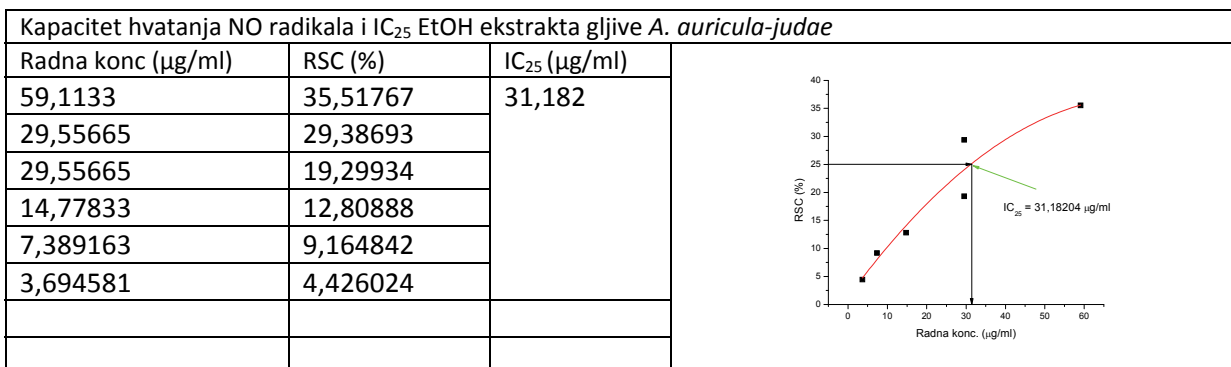 Kapacitet hvatanja NO radikala i IC25 EtOH ekstrakta gljive A. auricula-judae
Radna konc (µg/ml) RSC (%) IC25 (µg/ml)
59,1133 35,51767 31,182
29,55665 29,38693
29,55665 19,29934
14,77833 12,80888
7,389163 9,164842
3,694581 4,426024
40
35
30
25
20
15
10
5
0
RSC (%)
IC25 = 31,18204 µg/ml
0 10 20 30 40 50 60
Radna konc. (µg/ml)